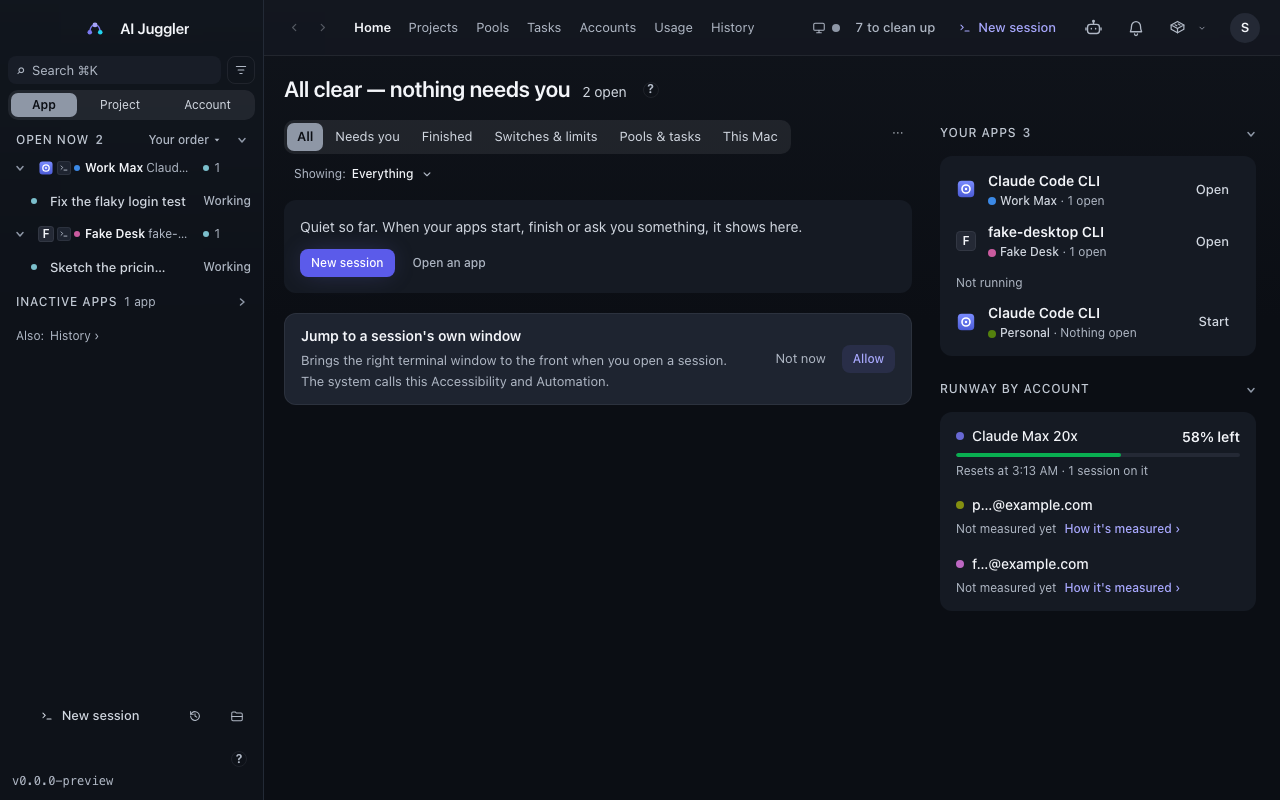 AI Juggler
Search ⌘K
App Project Account
OPEN NOW 2 Your order
Work Max Claud... 1
Fix the flaky login test Working
F Fake Desk fake-... 1
Sketch the pricin... Working
INACTIVE APPS 1 app
Also: History ›
New session
?
v0.0.0-preview
Home Projects Pools Tasks Accounts Usage History 7 to clean up New session S
All clear — nothing needs you 2 open ?
All Needs you Finished Switches & limits Pools & tasks This Mac ...
Showing: Everything
Quiet so far. When your apps start, finish or ask you something, it shows here.
New session Open an app
Jump to a session's own window
Brings the right terminal window to the front when you open a session.
The system calls this Accessibility and Automation.
Not now Allow
YOUR APPS 3
Claude Code CLI
Work Max · 1 open
Open
F fake-desktop CLI
Fake Desk · 1 open
Open
Not running
Claude Code CLI
Personal · Nothing open
Start
RUNWAY BY ACCOUNT
Claude Max 20x 58% left
Resets at 3:13 AM · 1 session on it
p...@example.com
Not measured yet How it's measured ›
f...@example.com
Not measured yet How it's measured ›